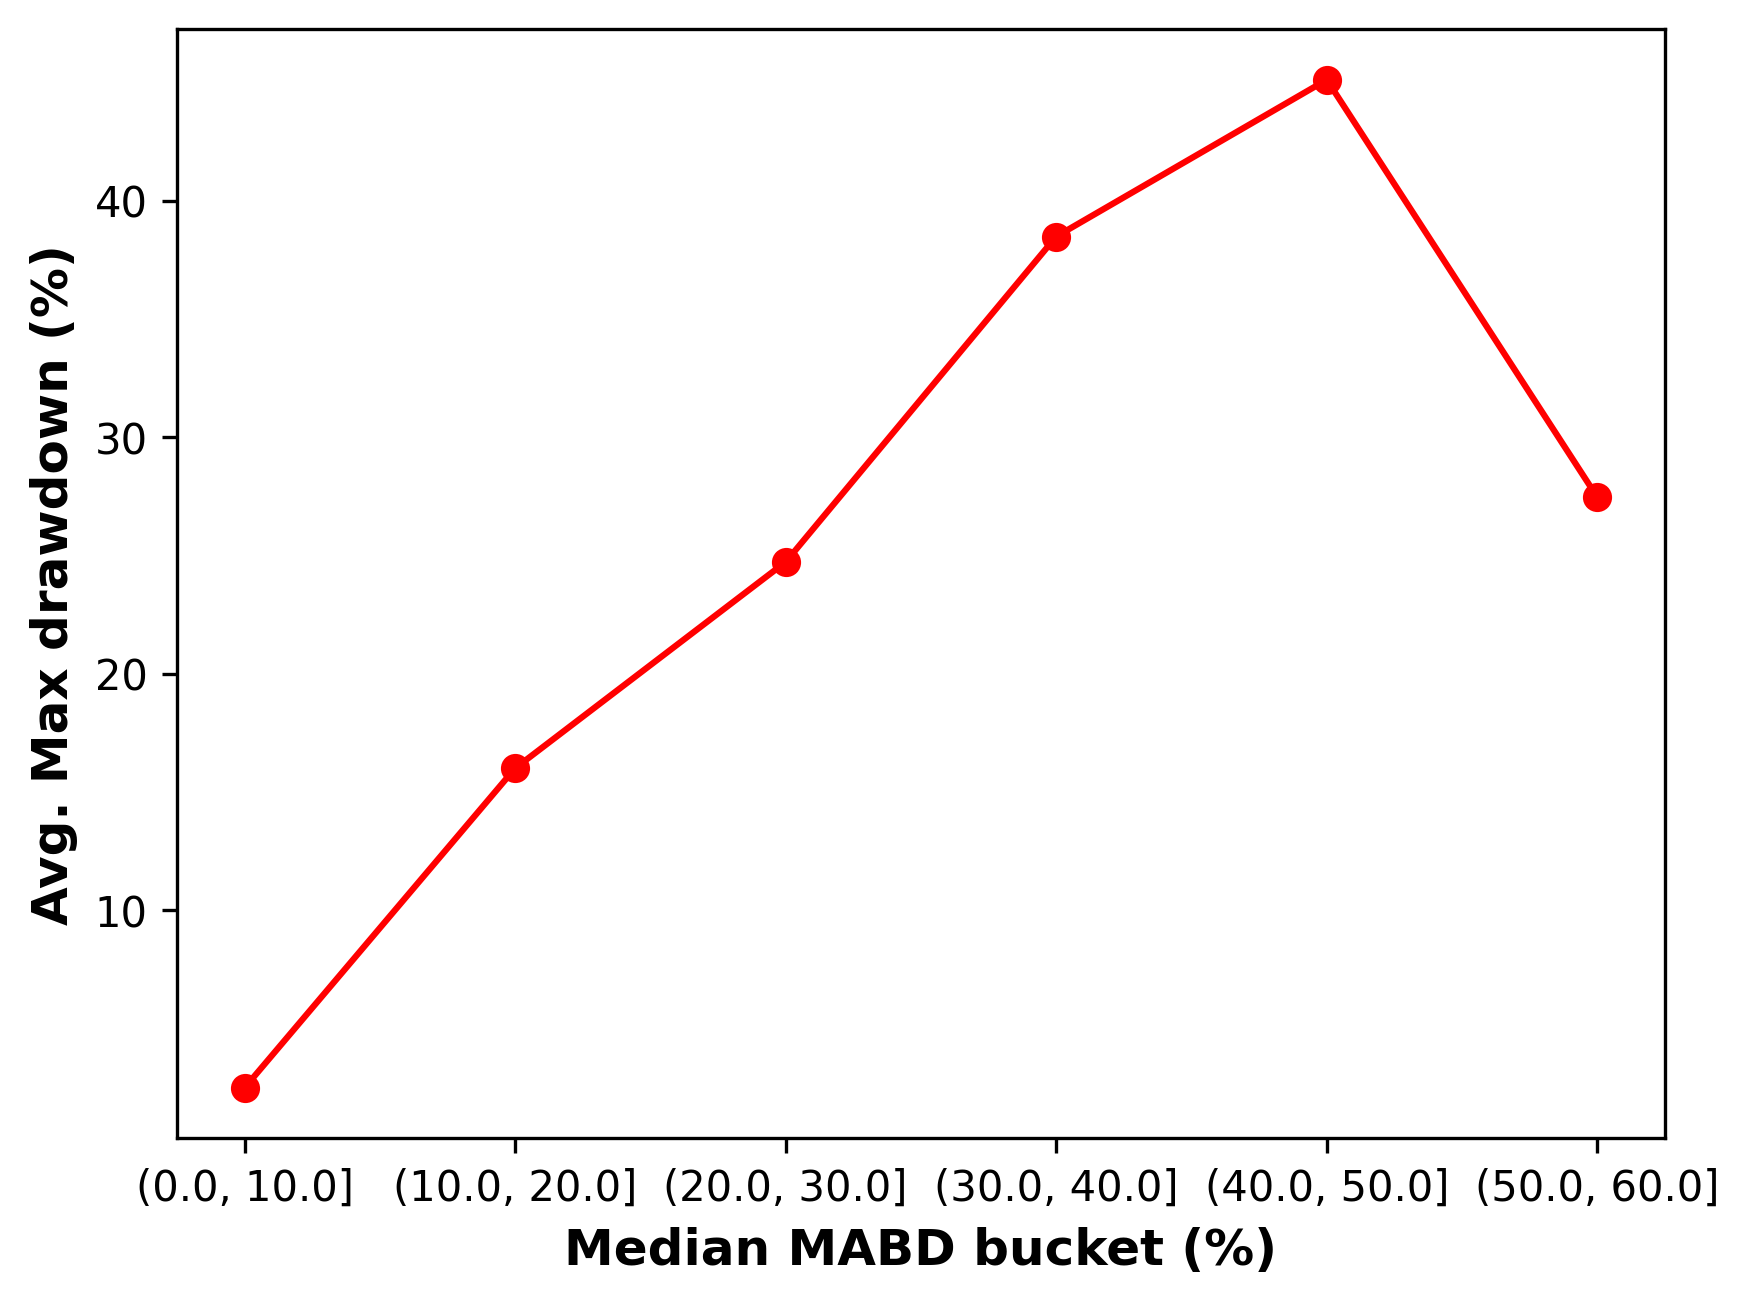 Avg. Max drawdown (%)
40
30
20
10
(0.0, 10.0] (10.0, 20.0] (20.0, 30.0] (30.0, 40.0] (40.0, 50.0] (50.0, 60.0]
Median MABD bucket (%)